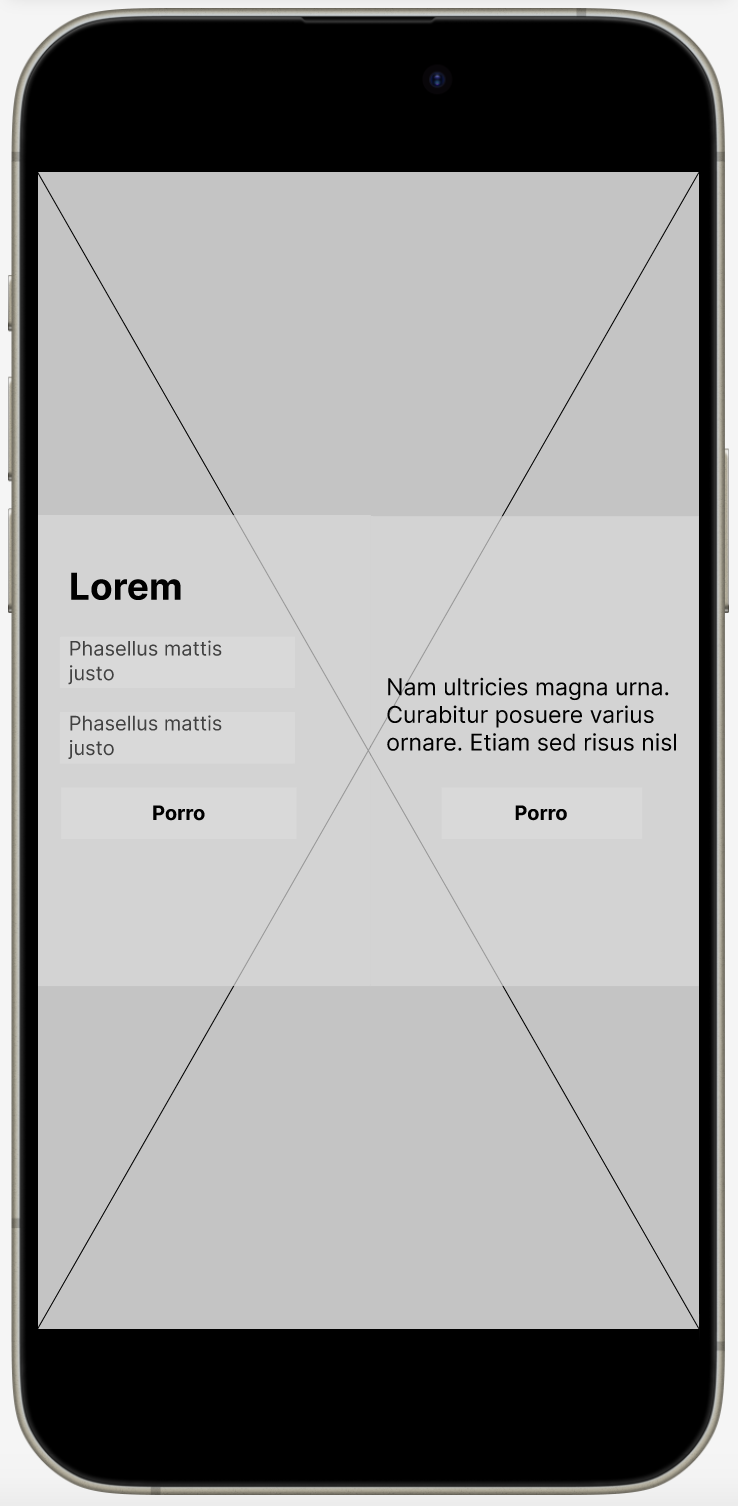 Lorem
Phasellus mattis
justo
Phasellus mattis
justo
Porro
Nam ultricies magna urna.
Curabitur posuere varius
ornare. Etiam sed risus nisl
Porro